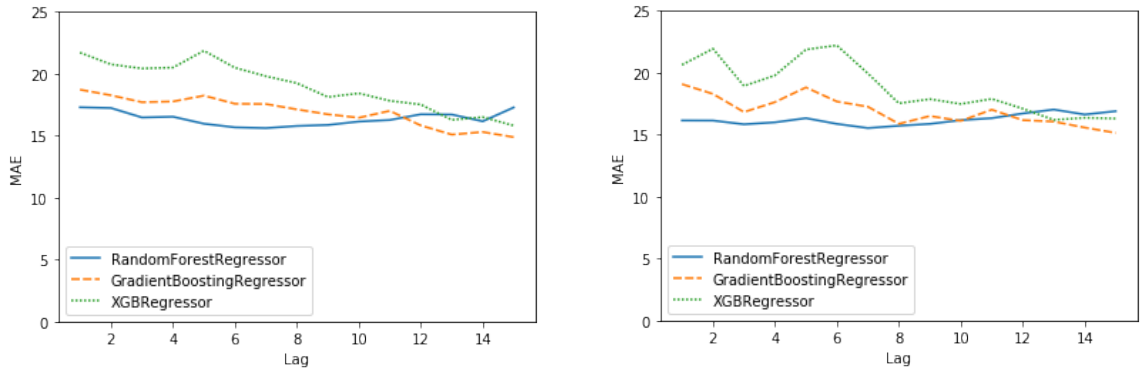 25
20
15
10
5
0
MAE
RandomForestRegressor
GradientBoostingRegressor
XGBRegressor
2 4 6 8 10 12 14
Lag
25
20
15
10
5
0
MAE
RandomForestRegressor
GradientBoostingRegressor
XGBRegressor
2 4 6 8 10 12 14
Lag